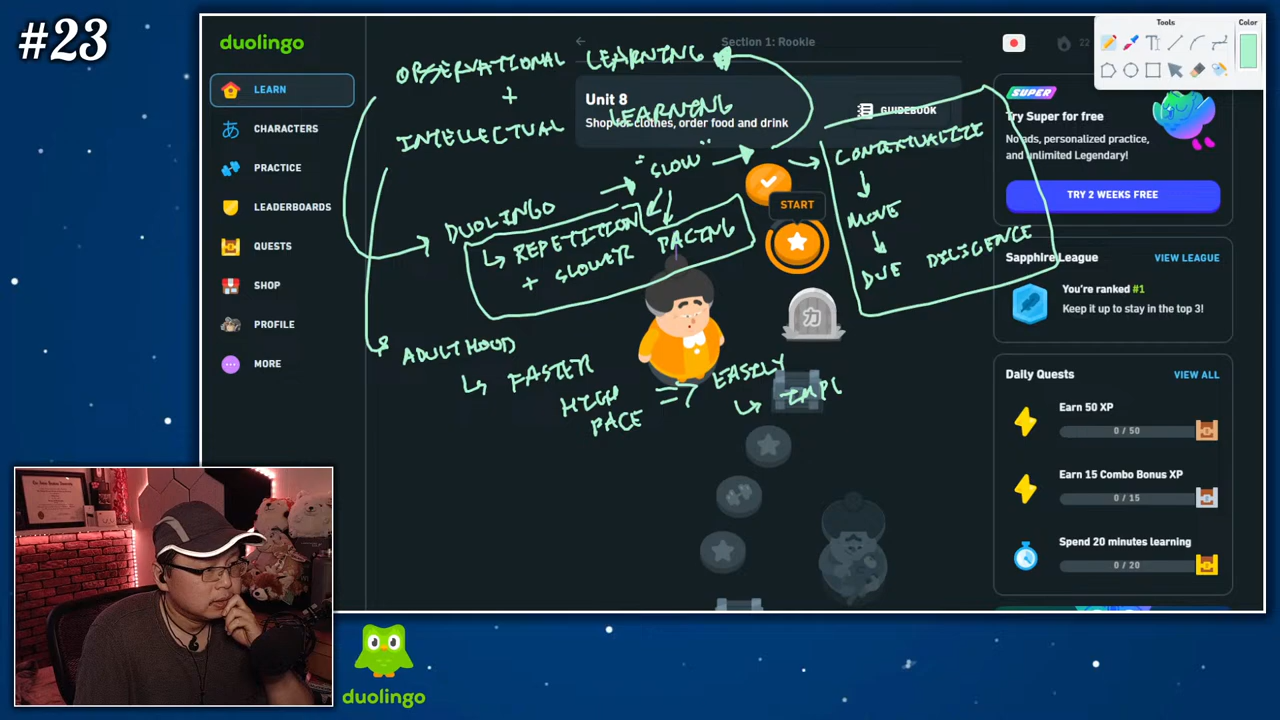 #23
duolingo
LEARN
CHARACTERS
PRACTICE
LEADERBOARDS
QUESTS
SHOP
PROFILE
MORE
Section 1: Rookie
Unit 8
Shop for clothes, order food and drink
GUIDEBOOK
OBSERVATIONAL LEARNING
+
INTELLECTUAL LEARNING
"SLOW"
DUOLINGO
REPETITION PACING
+ SLOWER
START
力
CONTEXTUALIZE
MOVE
DUE DILIGENCE
ADULTHOOD
FASTER
HIGH
PACE
EASILY
IMPL
22
Tools
Color
SUPER
Try Super for free
No ads, personalized practice,
and unlimited Legendary!
TRY 2 WEEKS FREE
Sapphire League
VIEW LEAGUE
You're ranked #1
Keep it up to stay in the top 3!
Daily Quests
VIEW ALL
Earn 50 XP
0 / 50
Earn 15 Combo Bonus XP
0 / 15
Spend 20 minutes learning
0 / 20
duolingo